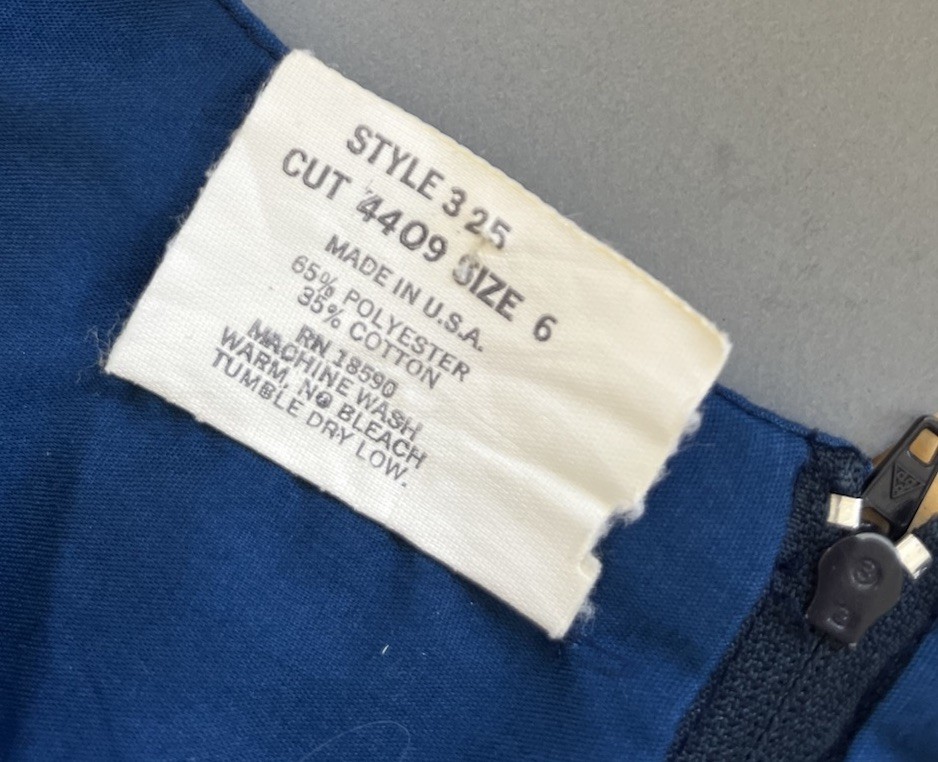 STYLE 325
CUT 4409 SIZE 6
MADE IN U.S.A.
65% POLYESTER
35% COTTON
RN 18590
MACHINE WASH
WARM, NO BLEACH
TUMBLE DRY LOW.